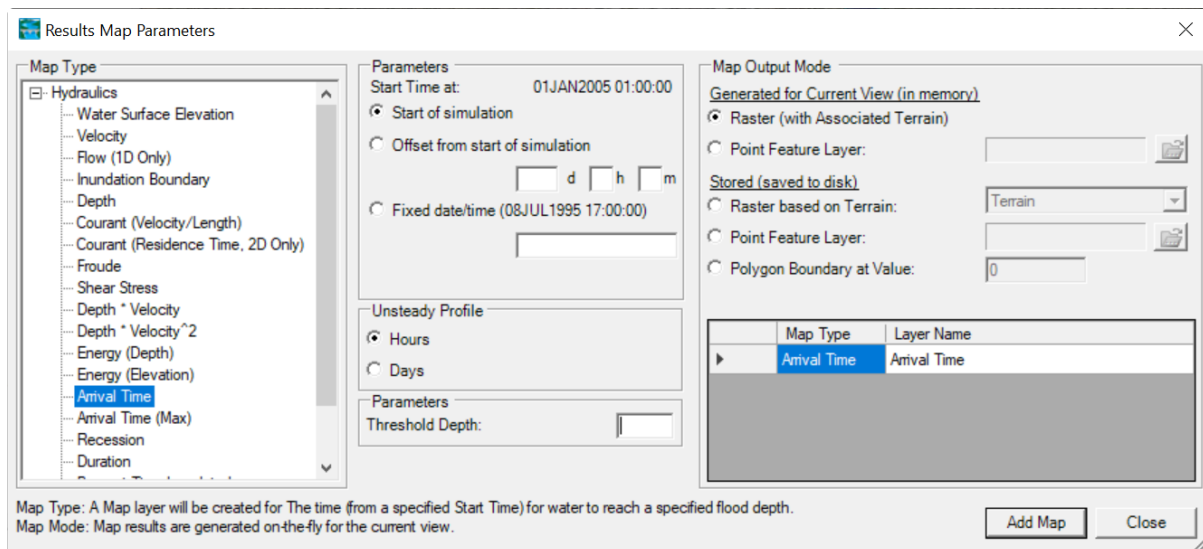 Results Map Parameters
Map Type
Hydraulics
Water Surface Elevation
Velocity
Flow (1D Only)
Inundation Boundary
Depth
Courant (Velocity/Length)
Courant (Residence Time, 2D Only)
Froude
Shear Stress
Depth * Velocity
Depth * Velocity^2
Energy (Depth)
Energy (Elevation)
Arrival Time
Arrival Time (Max)
Recession
Duration
Parameters
Start Time at: 01JAN2005 01:00:00
Start of simulation
Offset from start of simulation
d h m
Fixed date/time (08JUL1995 17:00:00)
Unsteady Profile
Hours
Days
Parameters
Threshold Depth:
Map Output Mode
Generated for Current View (in memory)
Raster (with Associated Terrain)
Point Feature Layer:
Stored (saved to disk)
Raster based on Terrain: Terrain
Point Feature Layer:
Polygon Boundary at Value: 0
Map Type Layer Name
Arrival Time Arrival Time
Map Type: A Map layer will be created for The time (from a specified Start Time) for water to reach a specified flood depth.
Map Mode: Map results are generated on-the-fly for the current view.
Add Map Close